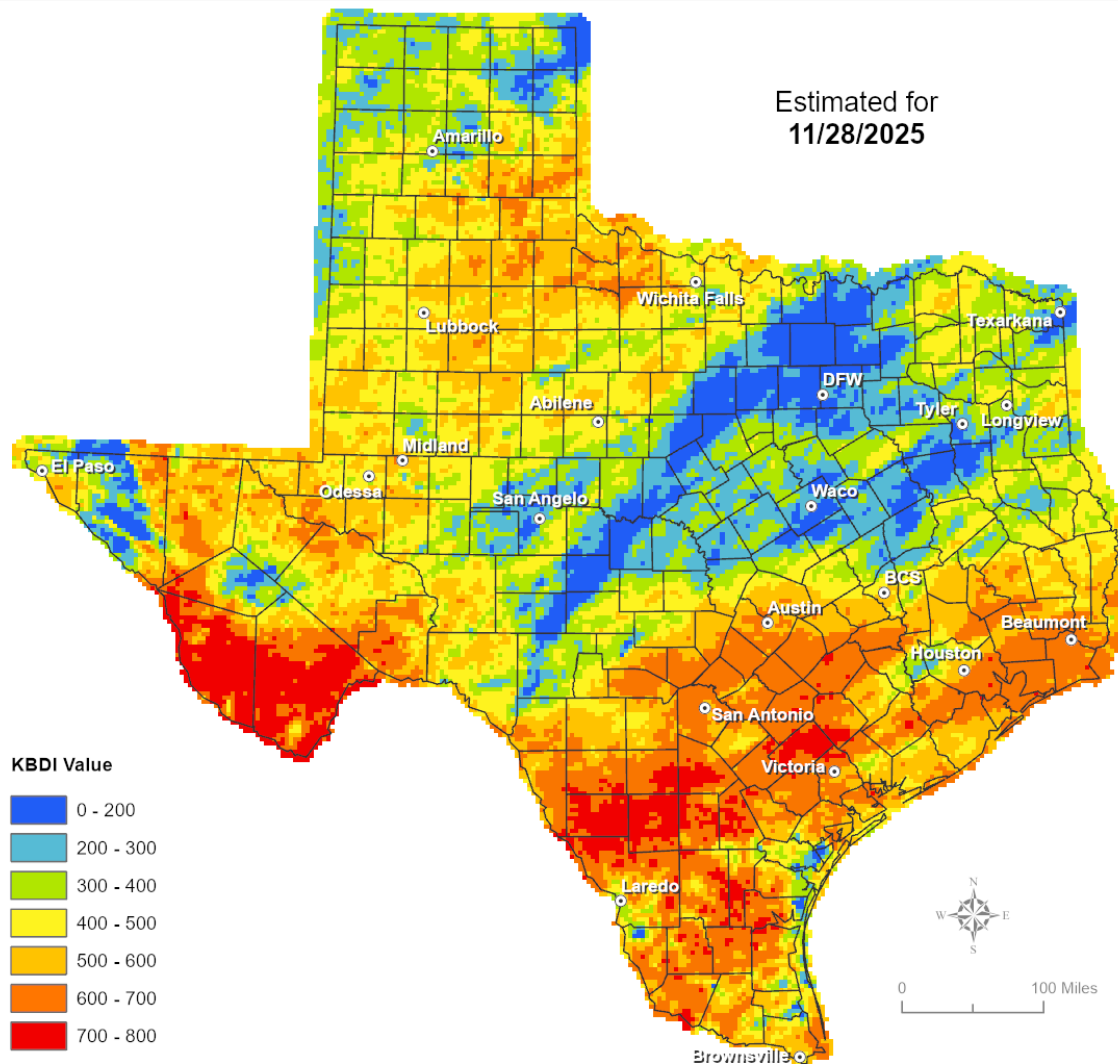 Estimated for
11/28/2025
Amarillo
Wichita Falls
Lubbock
Texarkana
DFW
Abilene
Tyler
Longview
Midland
El Paso
Odessa
San Angelo
Waco
BCS
Austin
Beaumont
Houston
San Antonio
Victoria
KBDI Value
0 - 200
200 - 300
300 - 400
400 - 500
500 - 600
600 - 700
700 - 800
Laredo
N
W
E
S
0
100 Miles
Brownsville